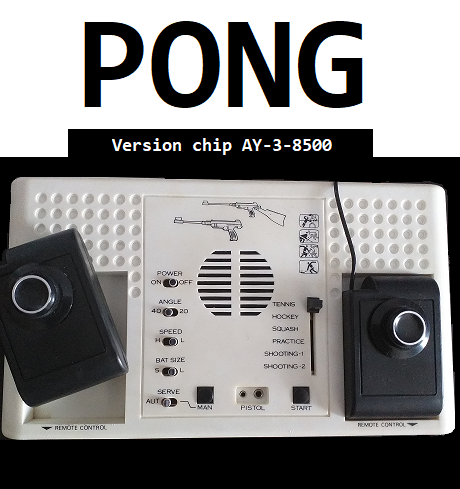 PONG
Version chip AY-3-8500
POWER
ON OFF
ANGLE
40 20
SPEED
H L
BAT SIZE
S L
SERVE
AUT
MAN
PISTOL
START
TENNIS
HOCKEY
SQUASH
PRACTICE
SHOOTING-1
SHOOTING-2
REMOTE CONTROL
REMOTE CONTROL